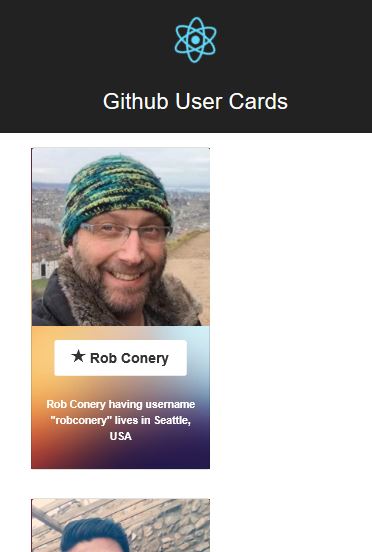 Github User Cards
★ Rob Conery
Rob Conery having username
"robconery" lives in Seattle,
USA